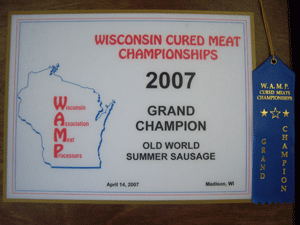 WISCONSIN CURED MEAT
CHAMPIONSHIPS
2007
GRAND
CHAMPION
OLD WORLD
SUMMER SAUSAGE
Wisconsin
Association
Meat
Processors
April 14, 2007
Madison, WI
W. A. M. P.
CURED MEATS
CHAMPIONSHIPS
GRAND
CHAMPION